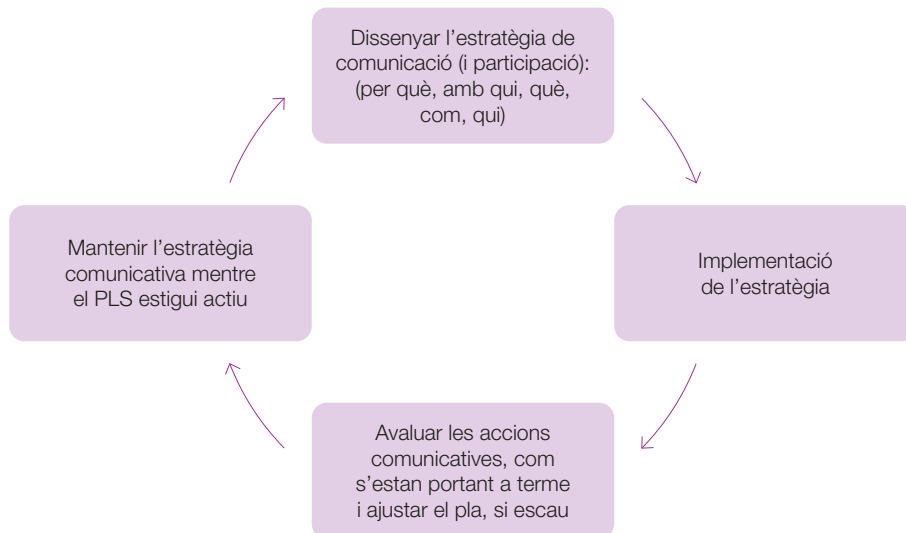 Dissenyar l’estratègia de
comunicació (i participació):
(per què, amb qui, què,
com, qui)
Implementació
de l’estratègia
Avaluar les accions
comunicatives, com
s’estan portant a terme
i ajustar el pla, si escau
Mantenir l’estratègia
comunicativa mentre
el PLS estigui actiu